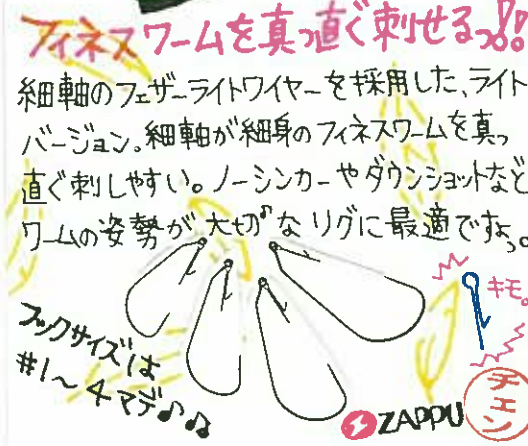 フィネスワームを真っ直ぐ刺せるっ!!
細軸のフェザーライトワイヤーを採用した、ライト
バージョン。細軸が細身のフィネスワームを真っ
直ぐ刺しやすい。ノーシンカーやダウンショットなど
ワームの姿勢が大切♪なリグに最適ですよ。
キモ。
フックサイズは
#1〜4マデ♪♫
ZAPPU
チェン